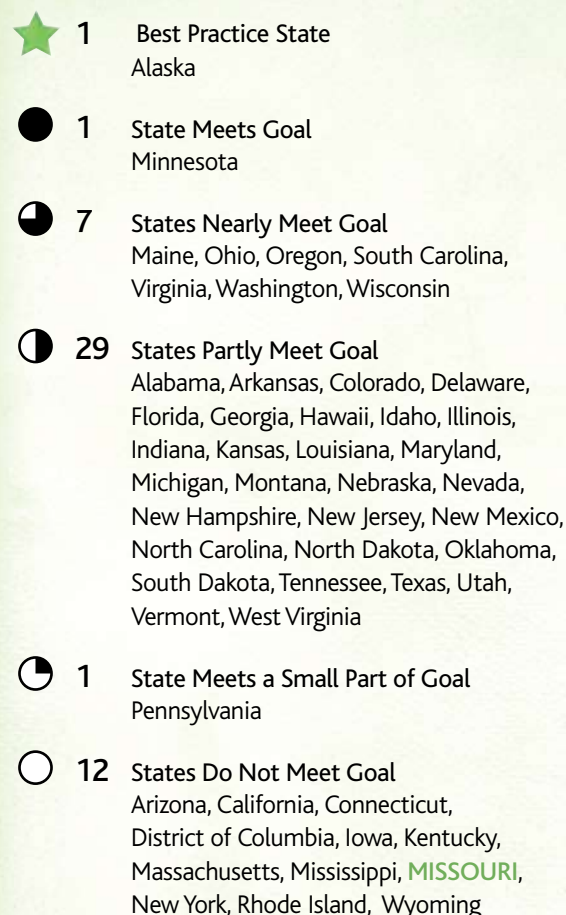 1 Best Practice State
Alaska
1 State Meets Goal
Minnesota
7 States Nearly Meet Goal
Maine, Ohio, Oregon, South Carolina,
Virginia, Washington, Wisconsin
29 States Partly Meet Goal
Alabama, Arkansas, Colorado, Delaware,
Florida, Georgia, Hawaii, Idaho, Illinois,
Indiana, Kansas, Louisiana, Maryland,
Michigan, Montana, Nebraska, Nevada,
New Hampshire, New Jersey, New Mexico,
North Carolina, North Dakota, Oklahoma,
South Dakota, Tennessee, Texas, Utah,
Vermont, West Virginia
1 State Meets a Small Part of Goal
Pennsylvania
12 States Do Not Meet Goal
Arizona, California, Connecticut,
District of Columbia, Iowa, Kentucky,
Massachusetts, Mississippi, MISSOURI,
New York, Rhode Island, Wyoming